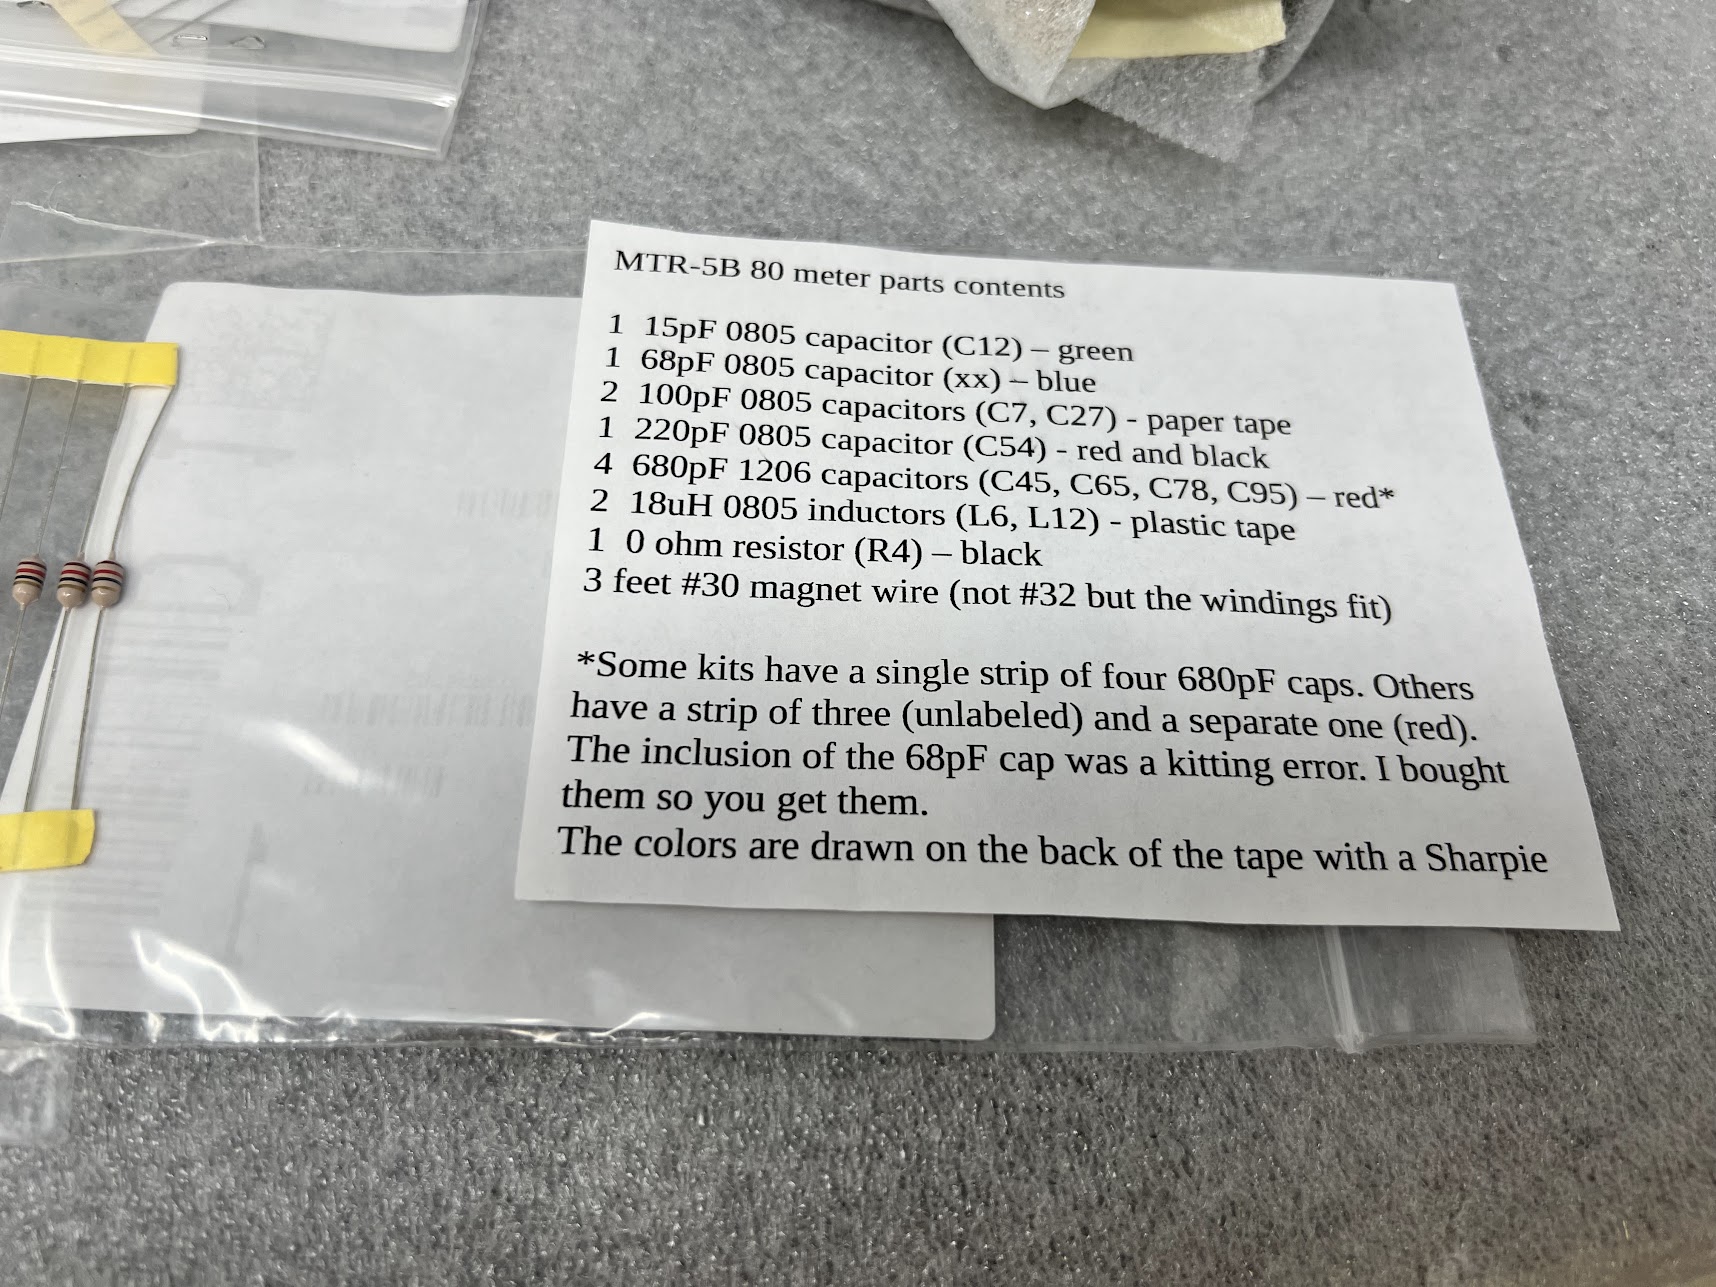 MTR-5B 80 meter parts contents
1 15pF 0805 capacitor (C12) – green
1 68pF 0805 capacitor (xx) – blue
2 100pF 0805 capacitors (C7, C27) - paper tape
1 220pF 0805 capacitor (C54) - red and black
4 680pF 1206 capacitors (C45, C65, C78, C95) – red*
2 18uH 0805 inductors (L6, L12) - plastic tape
1 0 ohm resistor (R4) – black
3 feet #30 magnet wire (not #32 but the windings fit)
*Some kits have a single strip of four 680pF caps. Others
have a strip of three (unlabeled) and a separate one (red).
The inclusion of the 68pF cap was a kitting error. I bought
them so you get them.
The colors are drawn on the back of the tape with a Sharpie